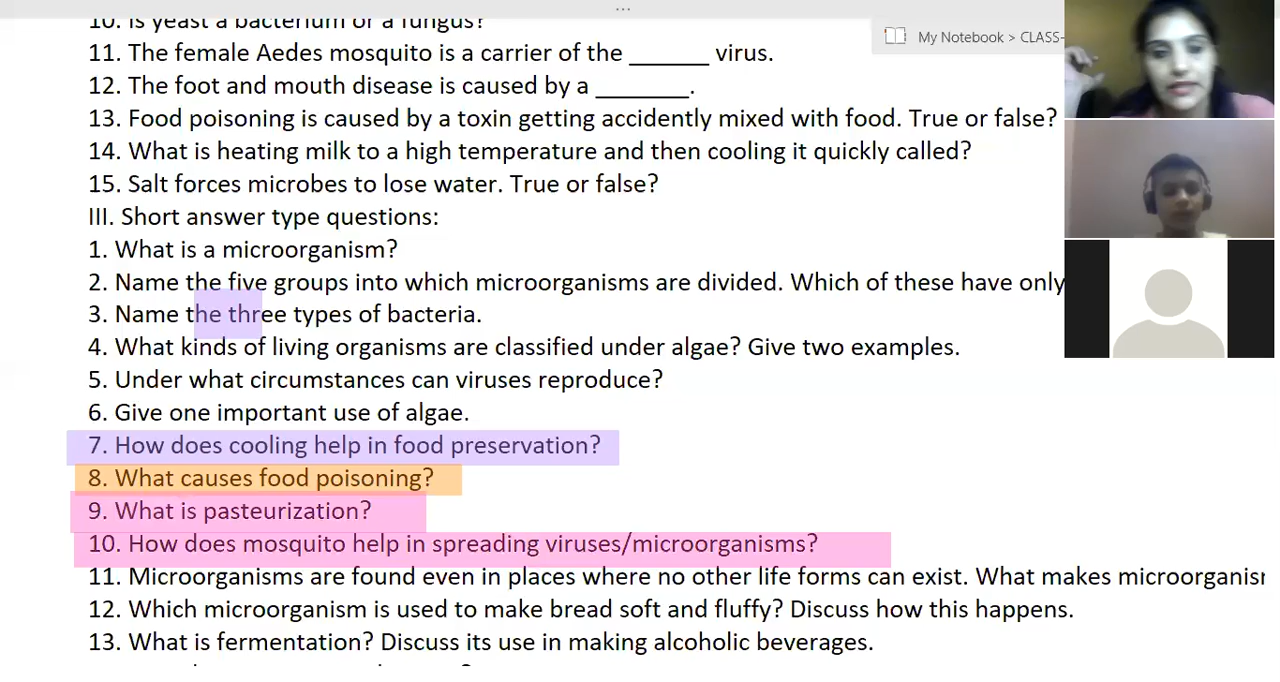 10. Is yeast a bacterium or a fungus?
My Notebook > CLASS-
11. The female Aedes mosquito is a carrier of the ______ virus.
12. The foot and mouth disease is caused by a _______.
13. Food poisoning is caused by a toxin getting accidently mixed with food. True or false?
14. What is heating milk to a high temperature and then cooling it quickly called?
15. Salt forces microbes to lose water. True or false?
III. Short answer type questions:
1. What is a microorganism?
2. Name the five groups into which microorganisms are divided. Which of these have only
3. Name the three types of bacteria.
4. What kinds of living organisms are classified under algae? Give two examples.
5. Under what circumstances can viruses reproduce?
6. Give one important use of algae.
7. How does cooling help in food preservation?
8. What causes food poisoning?
9. What is pasteurization?
10. How does mosquito help in spreading viruses/microorganisms?
11. Microorganisms are found even in places where no other life forms can exist. What makes microorganis
12. Which microorganism is used to make bread soft and fluffy? Discuss how this happens.
13. What is fermentation? Discuss its use in making alcoholic beverages.